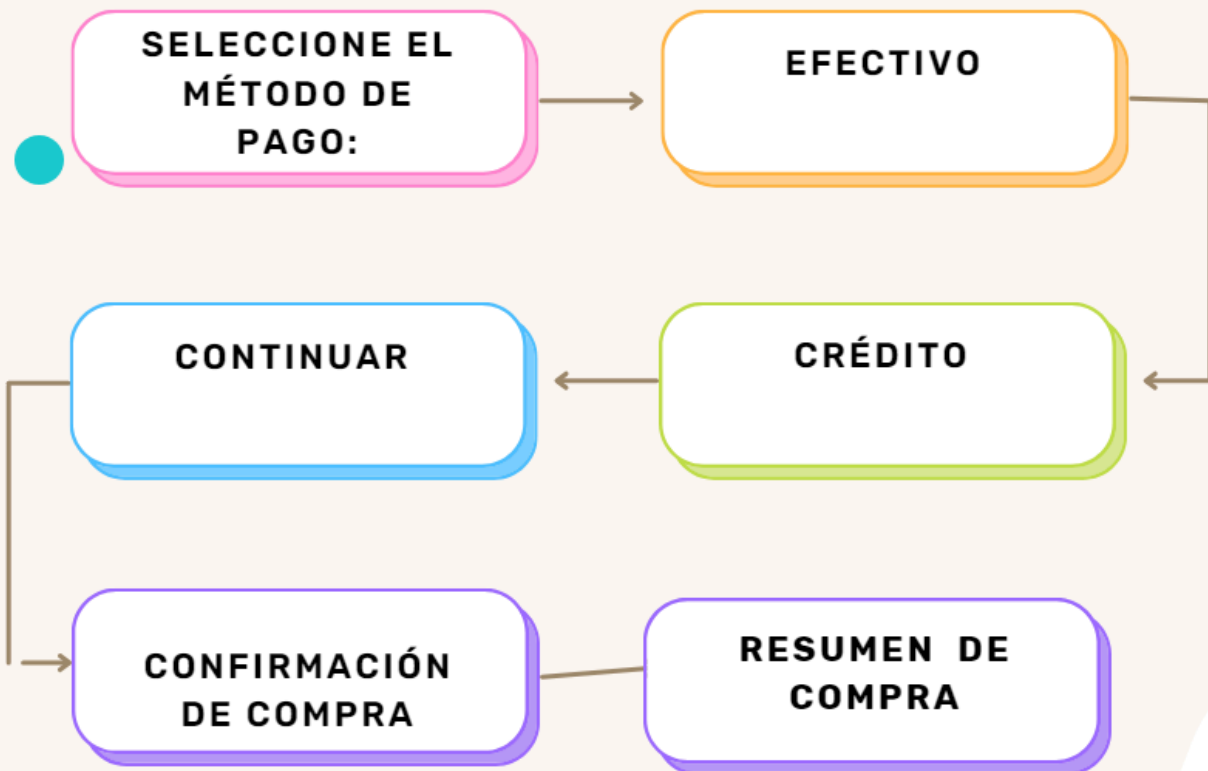 SELECCIONE EL
MÉTODO DE
PAGO:
EFECTIVO
CRÉDITO
CONTINUAR
CONFIRMACIÓN
DE COMPRA
RESUMEN DE
COMPRA